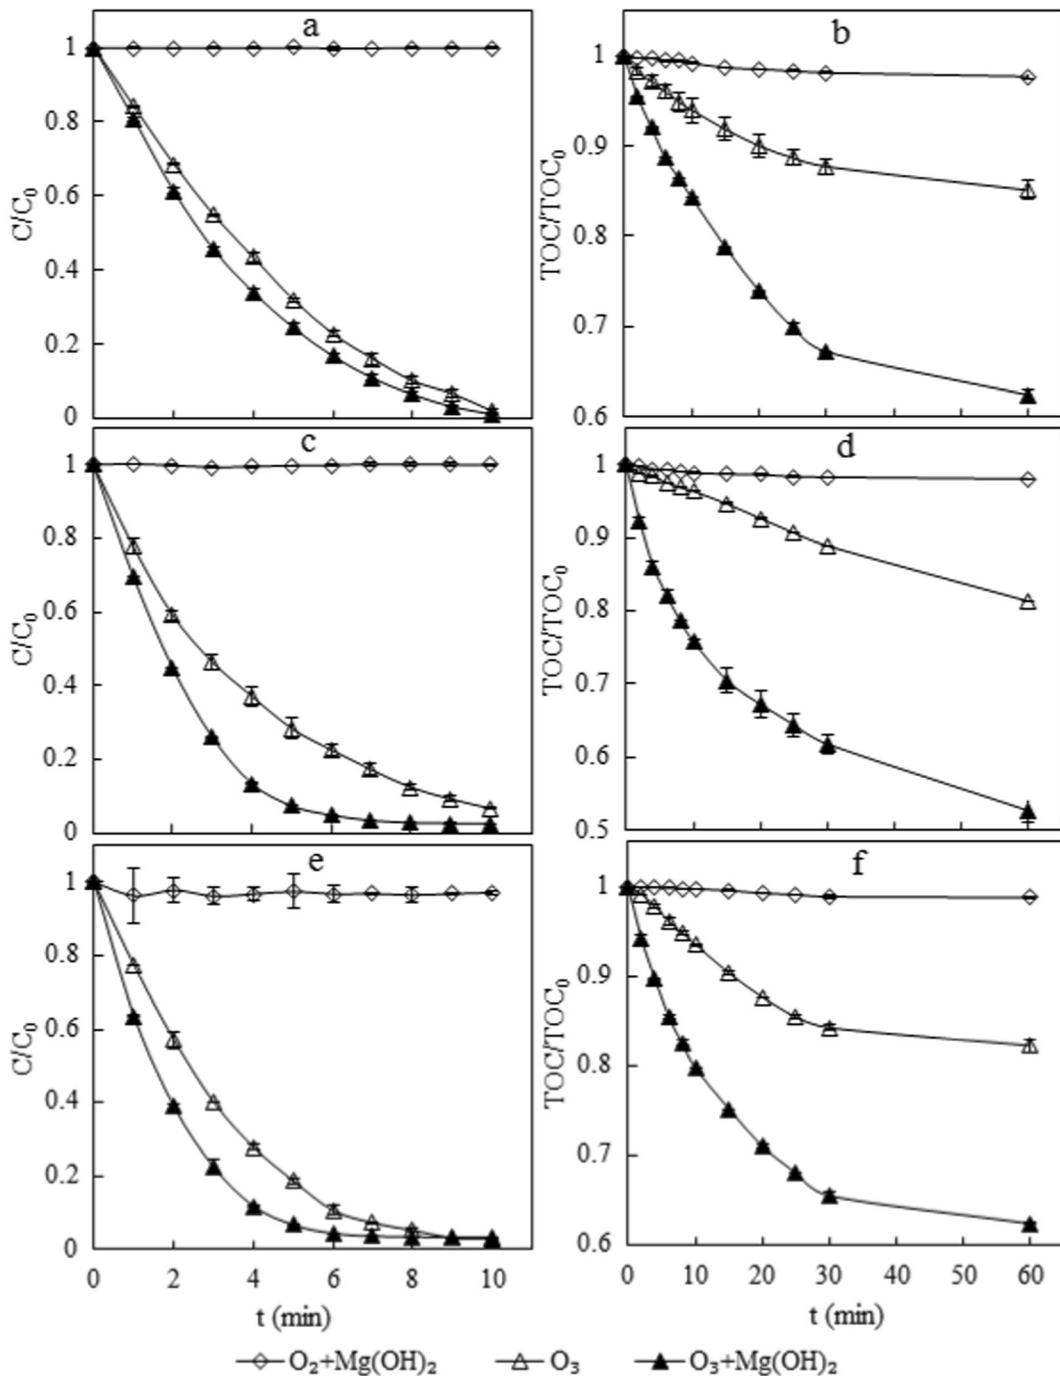 a
1
0.8
0.6
0.4
0.2
0
C/C₀
b
1
0.9
0.8
0.7
0.6
TOC/TOC₀
c
1
0.8
0.6
0.4
0.2
0
C/C₀
d
1
0.9
0.8
0.7
0.6
0.5
TOC/TOC₀
e
1
0.8
0.6
0.4
0.2
0
C/C₀
0 2 4 6 8 10
t (min)
f
1
0.9
0.8
0.7
0.6
TOC/TOC₀
0 10 20 30 40 50 60
t (min)
O₂+Mg(OH)₂ O₃ O₃+Mg(OH)₂